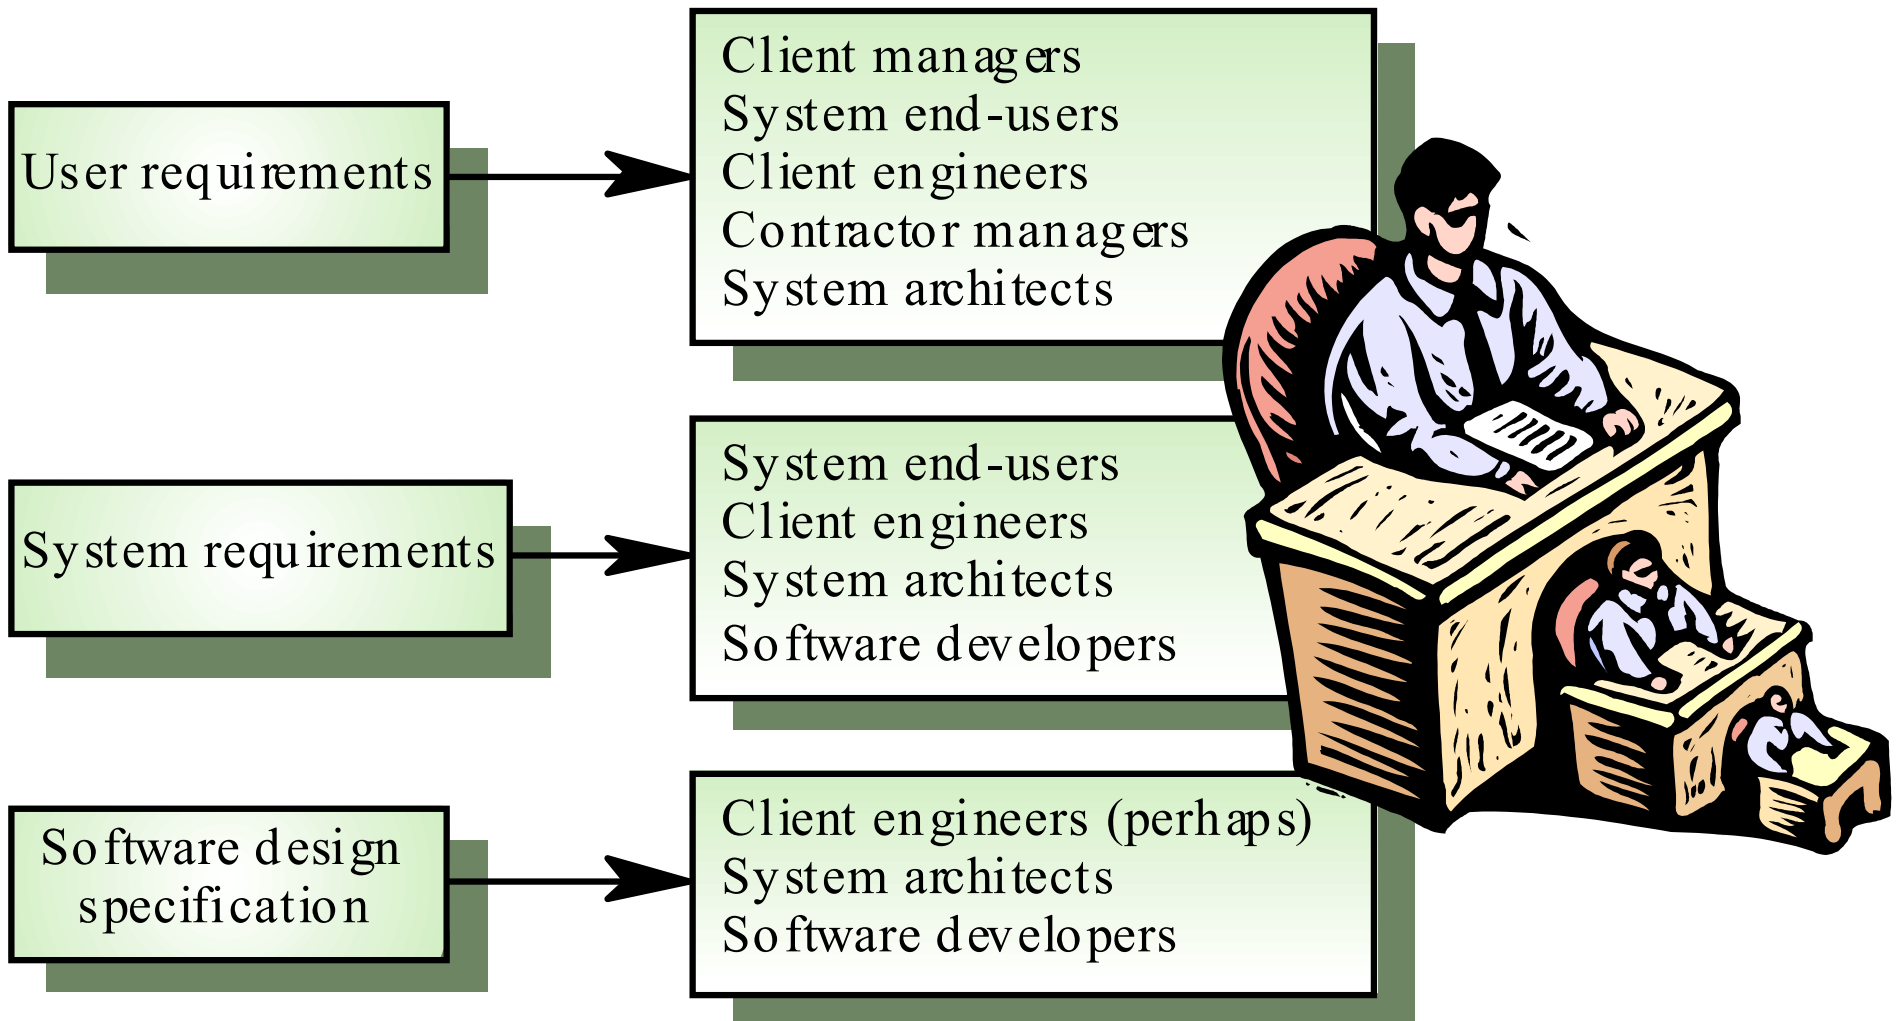 User requirements
Client managers
System end-users
Client engineers
Contractor managers
System architects
System requirements
System end-users
Client engineers
System architects
Software developers
Software design
specification
Client engineers (perhaps)
System architects
Software developers